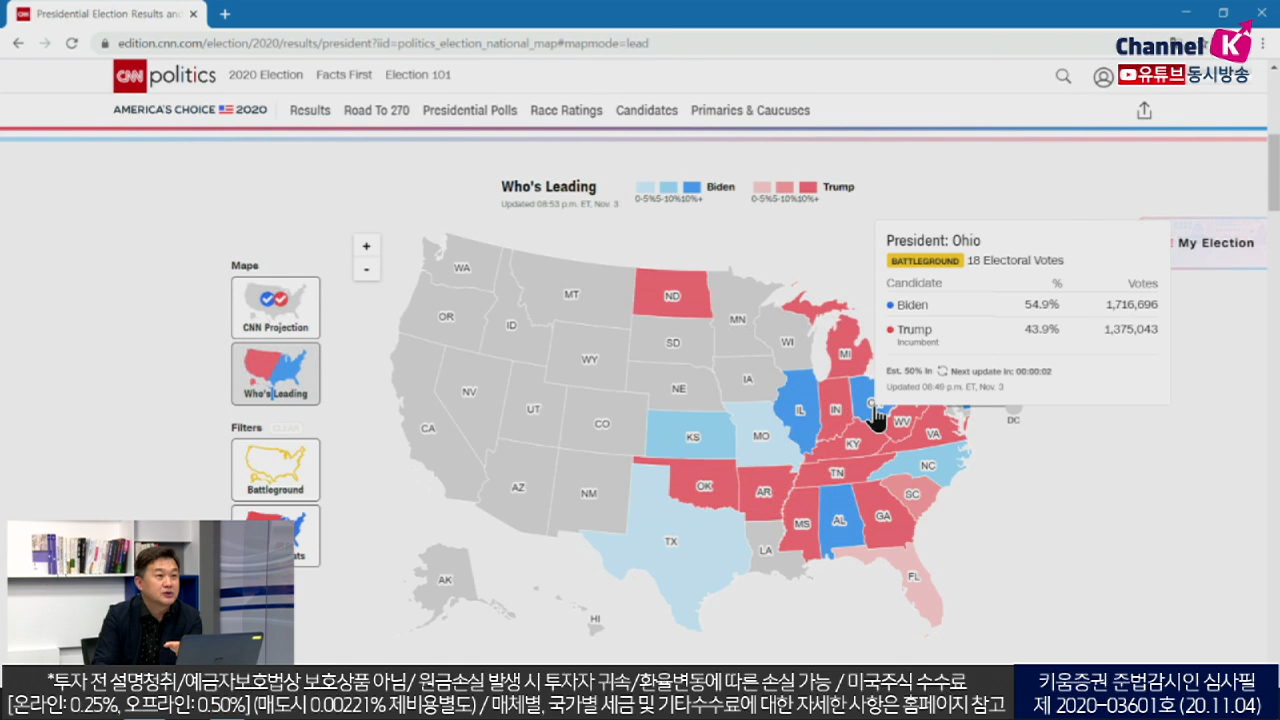 Presidential Election Results and
edition.cnn.com/election/2020/results/president?iid=politics_election_national_map#mapmode=lead
Channel K
유튜브 동시방송
CNN politics 2020 Election Facts First Election 101
AMERICA'S CHOICE 2020 Results Road To 270 Presidential Polls Race Ratings Candidates Primaries & Caucuses
Who's Leading
Updated 08:53 p.m. ET, Nov. 3
Biden
0-5%5-10%10%+
Trump
0-5%5-10%10%+
+
-
My Election
Maps
CNN Projection
Who's Leading
Filters CLEAR
Battleground
President: Ohio
BATTLEGROUND 18 Electoral Votes
Candidate % Votes
Biden 54.9% 1,716,696
Trump 43.9% 1,375,043
Incumbent
Est. 50% In Next update in: 00:00:02
Updated 08:49 p.m. ET, Nov. 3
WA
MT
ND
MN
OR
ID
SD
WI
MI
WY
NV
NE
IA
UT
CO
IL
IN
CA
KS
MO
KY
WV
VA
DC
AZ
NM
OK
AR
TN
NC
SC
MS
AL
GA
TX
LA
FL
AK
HI
*투자 전 설명청취/예금자보호법상 보호상품 아님/ 원금손실 발생 시 투자자 귀속/환율변동에 따른 손실 가능 / 미국주식 수수료
[온라인: 0.25%, 오프라인: 0.50%] (매도시 0.00221% 제비용별도) / 매체별, 국가별 세금 및 기타수수료에 대한 자세한 사항은 홈페이지 참고
키움증권 준법감시인 심사필
제 2020-03601호 (20.11.04)